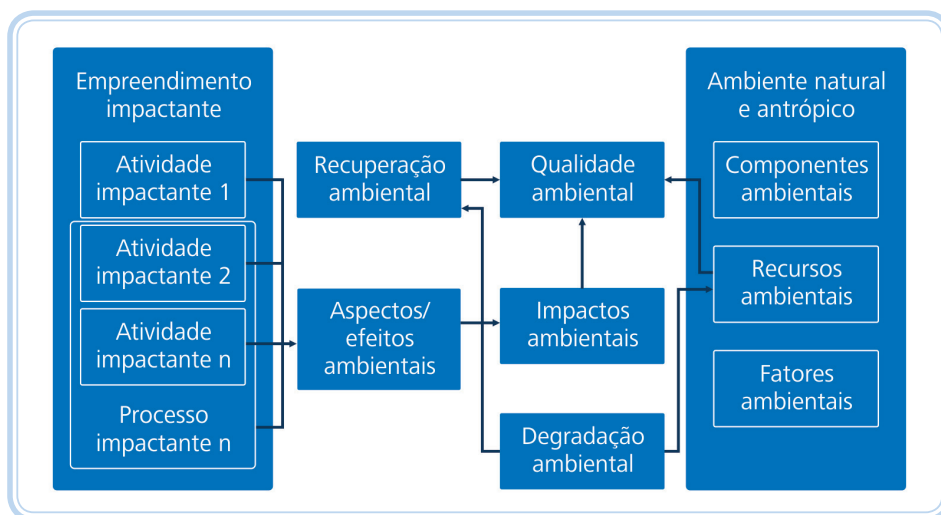 Empreendimento
impactante
Atividade
impactante 1
Atividade
impactante 2
Atividade
impactante n
Processo
impactante n
Recuperação
ambiental
Aspectos/
efeitos
ambientais
Qualidade
ambiental
Impactos
ambientais
Degradação
ambiental
Ambiente natural
e antrópico
Componentes
ambientais
Recursos
ambientais
Fatores
ambientais